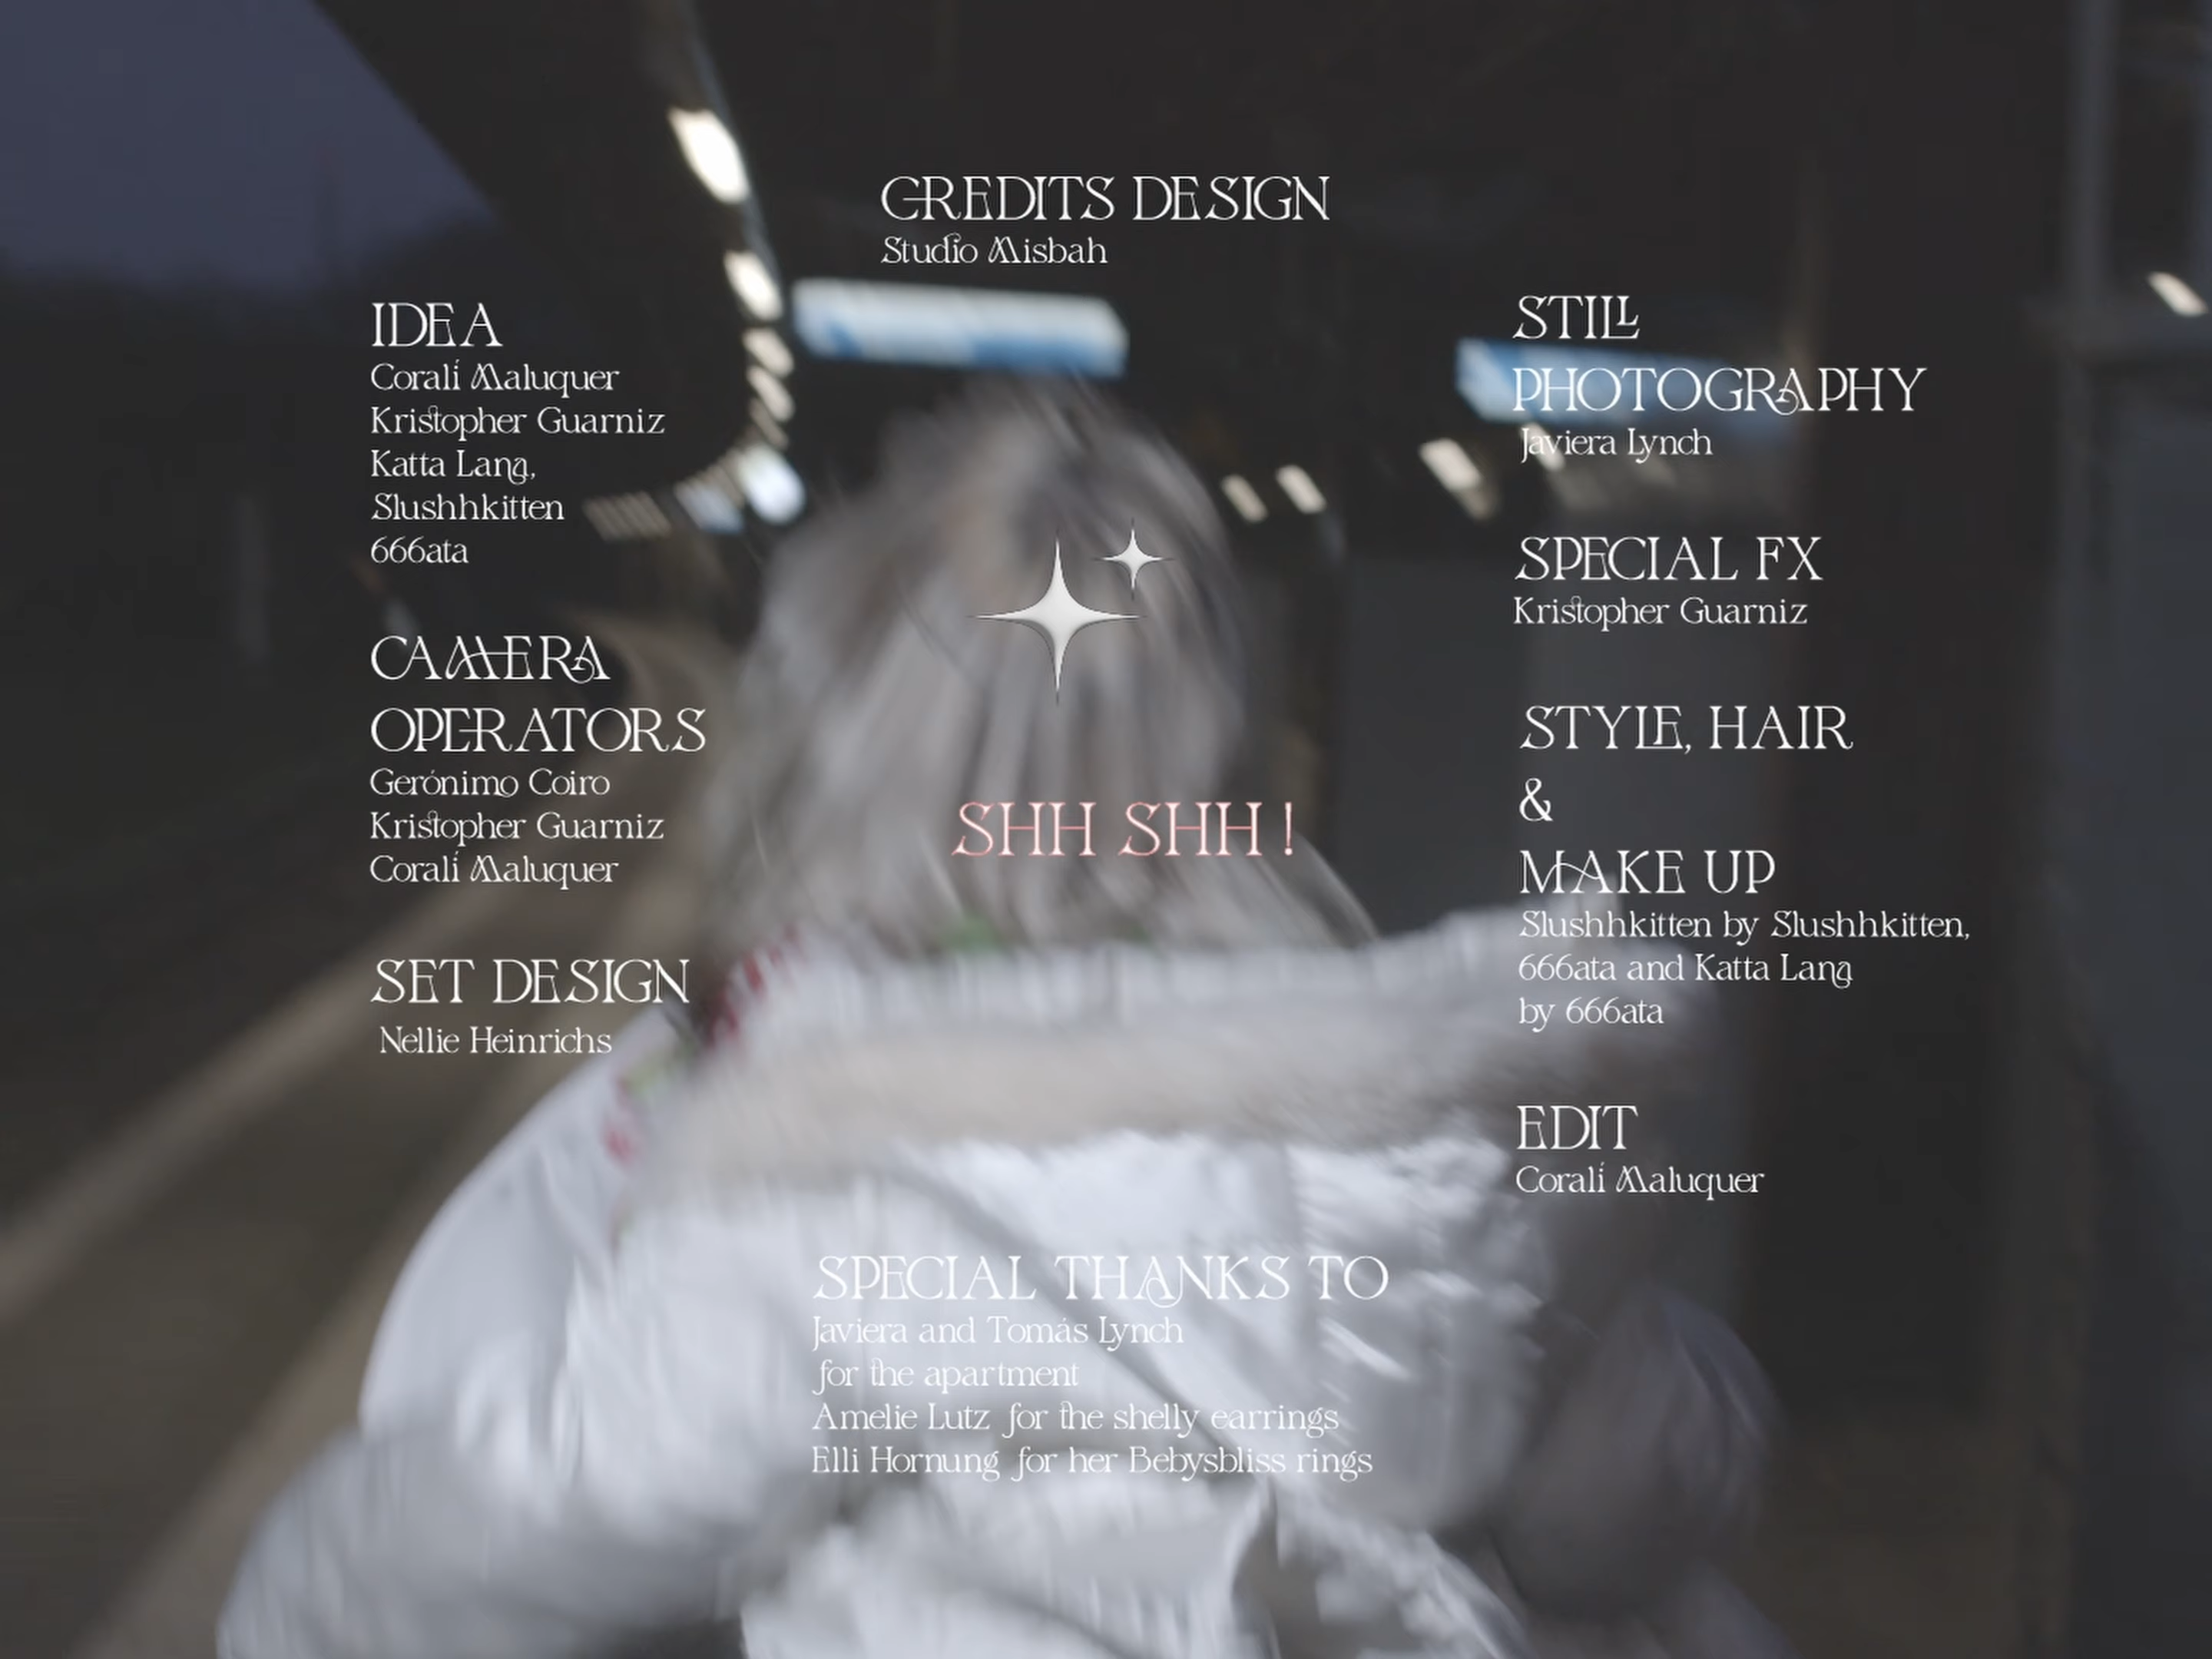 CREDITS DESIGN
Studio Misbah
IDEA
Coralí Maluquer
Kristopher Guarniz
Katta Lang,
Slushhkitten
666ata
CAMERA
OPERATORS
Gerónimo Coiro
Kristopher Guarniz
Coralí Maluquer
SET DESIGN
Nellie Heinrichs
SHH SHH !
STILL
PHOTOGRAPHY
Javiera Lynch
SPECIAL FX
Kristopher Guarniz
STYLE, HAIR
&
MAKE UP
Slushhkitten by Slushhkitten,
666ata and Katta Lang
by 666ata
EDIT
Coralí Maluquer
SPECIAL THANKS TO
Javiera and Tomás Lynch
for the apartment
Amelie Lutz for the shelly earrings
Elli Hornung for her Bebysbliss rings